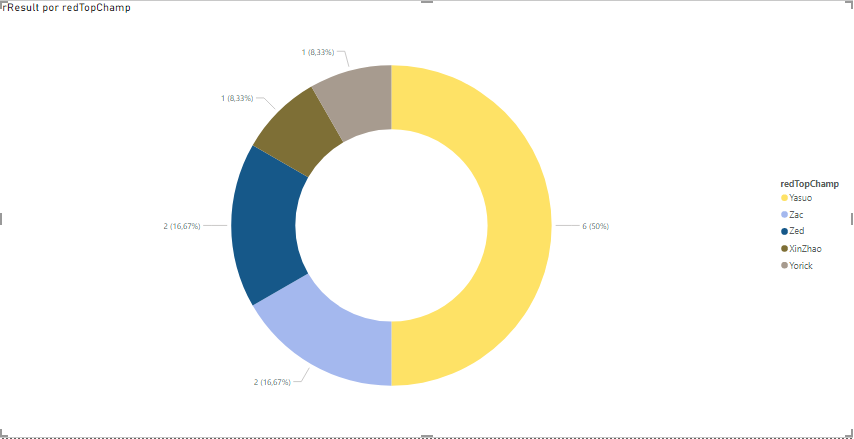 rResult por redTopChamp
1 (8,33%)
1 (8,33%)
2 (16,67%)
2 (16,67%)
6 (50%)
redTopChamp
Yasuo
Zac
Zed
XinZhao
Yorick